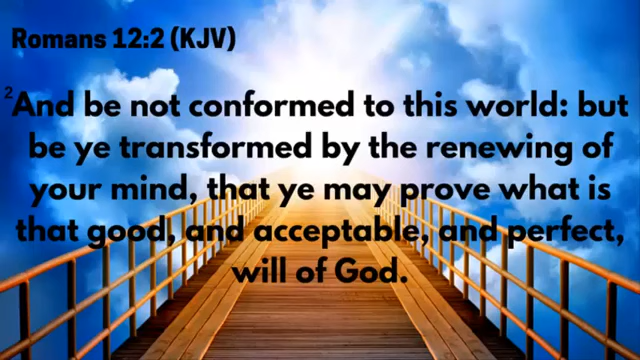 Romans 12:2 (KJV)
2And be not conformed to this world: but
be ye transformed by the renewing of
your mind, that ye may prove what is
that good, and acceptable, and perfect,
will of God.